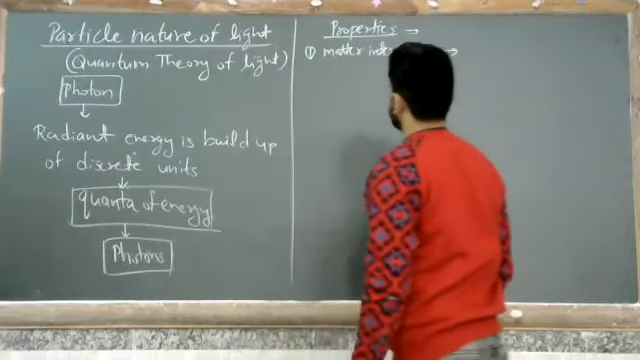 Particle nature of light
(Quantum Theory of light)
Photon
Radiant energy is build up
of discrete units
quanta of energy
Photons
Properties →
① matter